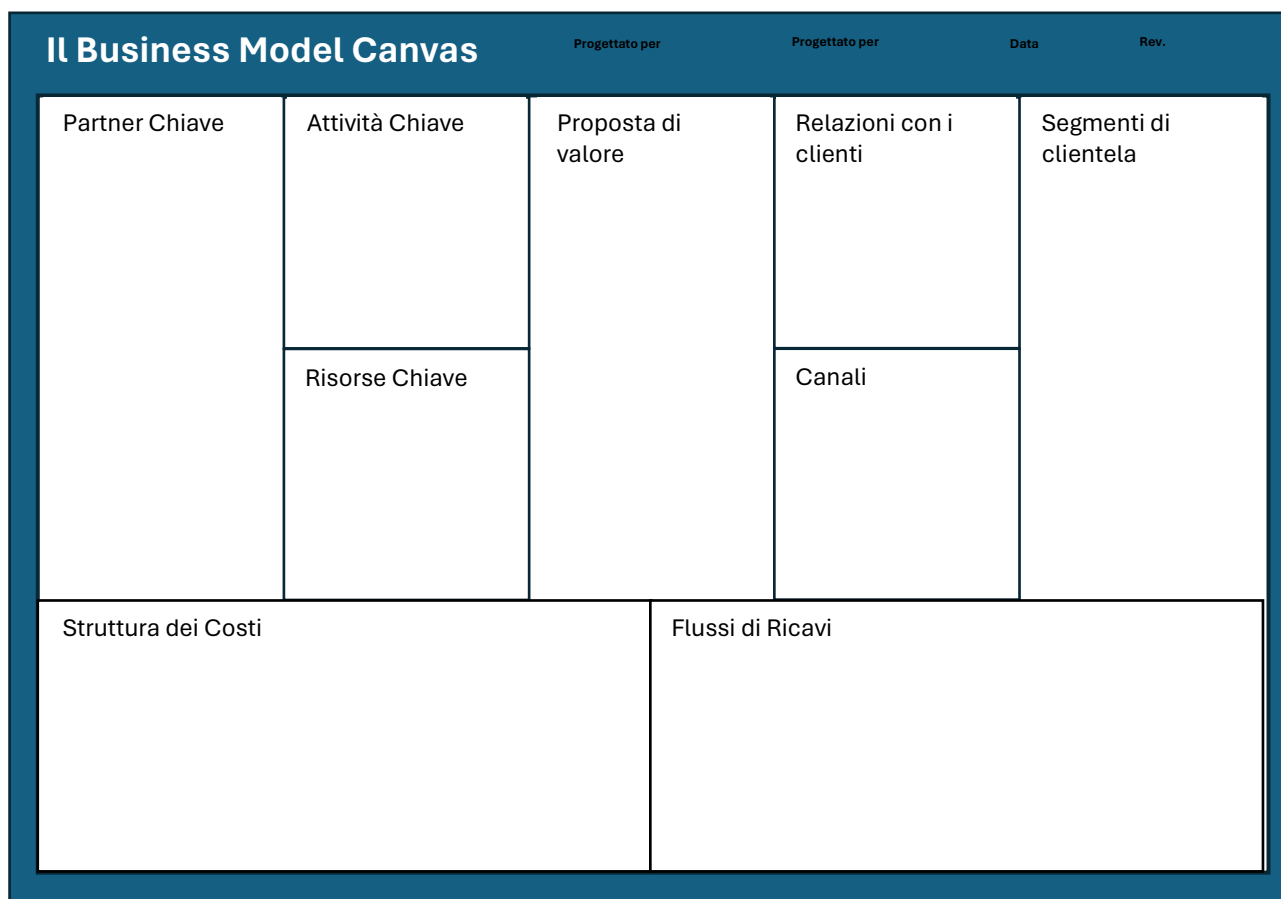 Il Business Model Canvas
Progettato per
Progettato per
Data
Rev.
Partner Chiave
Attività Chiave
Proposta di
valore
Relazioni con i
clienti
Segmenti di
clientela
Risorse Chiave
Canali
Struttura dei Costi
Flussi di Ricavi